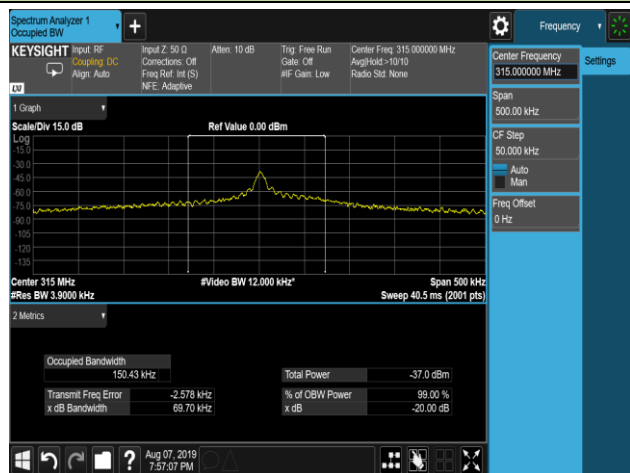 Spectrum Analyzer 1
Occupied BW
+
Frequency
KEYSIGHT
Input: RF
Coupling: DC
Align: Auto
Input Z: 50 Ω
Corrections: Off
Freq Ref: Int (S)
NFE: Adaptive
Atten: 10 dB
Trig: Free Run
Gate: Off
#IF Gain: Low
Center Freq: 315.000000 MHz
Avg|Hold:>10/10
Radio Std: None
LXI
Center Frequency
315.000000 MHz
Settings
Span
500.00 kHz
CF Step
50.000 kHz
Auto
Man
Freq Offset
0 Hz
1 Graph
Scale/Div 15.0 dB
Ref Value 0.00 dBm
Log
-15.0
-30.0
-45.0
-60.0
-75.0
-90.0
-105
-120
-135
Center 315 MHz
#Video BW 12.000 kHz*
Span 500 kHz
#Res BW 3.9000 kHz
Sweep 40.5 ms (2001 pts)
2 Metrics
Occupied Bandwidth
150.43 kHz
Total Power -37.0 dBm
Transmit Freq Error -2.578 kHz
% of OBW Power 99.00 %
x dB Bandwidth 69.70 kHz
x dB -20.00 dB
?
Aug 07, 2019
7:57:07 PM